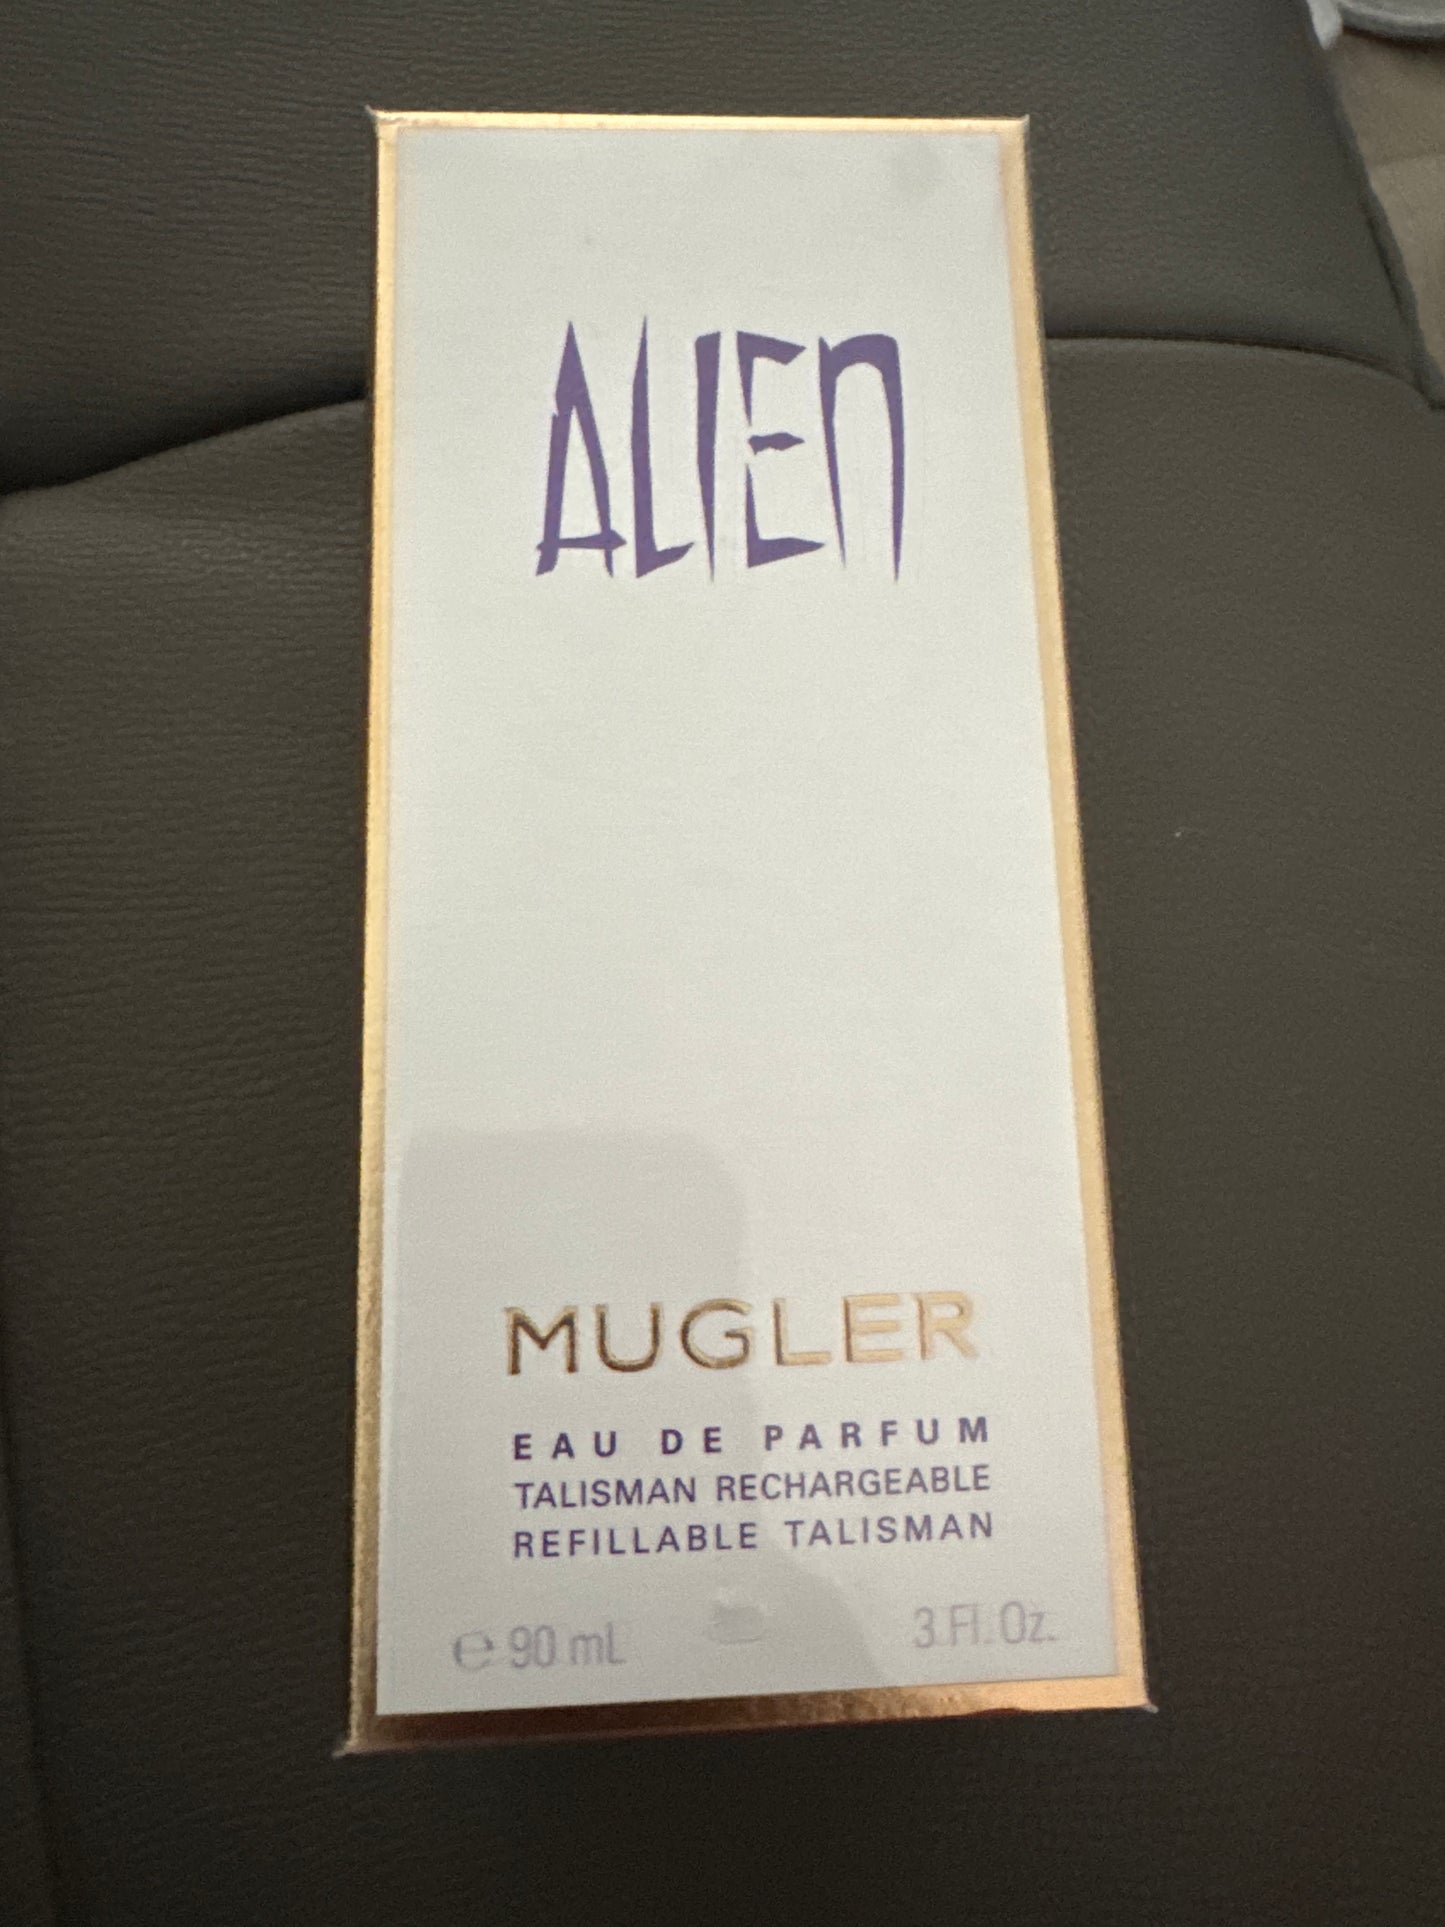 ALIEN
MUGLER
EAU DE PARFUM
TALISMAN RECHARGEABLE
REFILLABLE TALISMAN
℮ 90 mL 3 Fl. Oz.